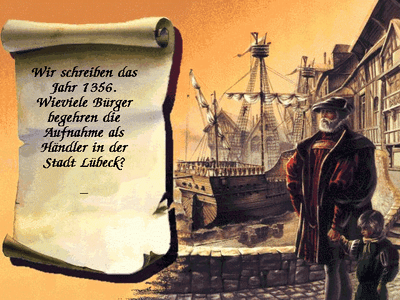 Wir schreiben das
Jahr 1356.
Wieviele Bürger
begehren die
Aufnahme als
Händler in der
Stadt Lübeck?
_